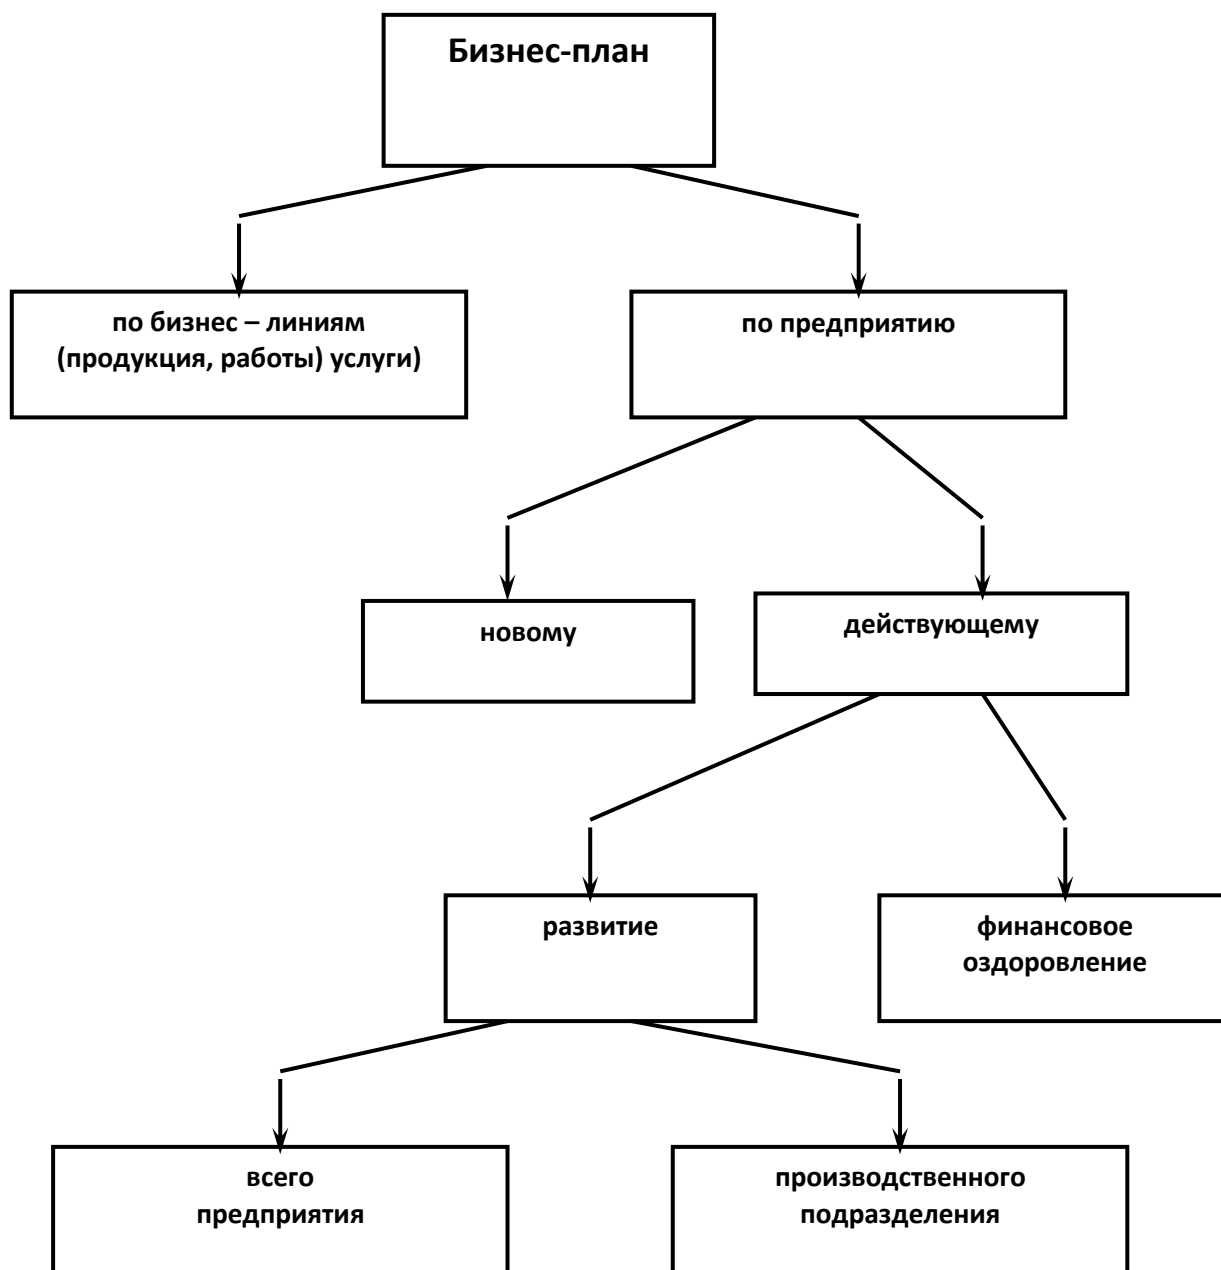 Бизнес-план
по бизнес – линиям
(продукция, работы) услуги)
по предприятию
новому
действующему
развитие
финансовое
оздоровление
всего
предприятия
производственного
подразделения